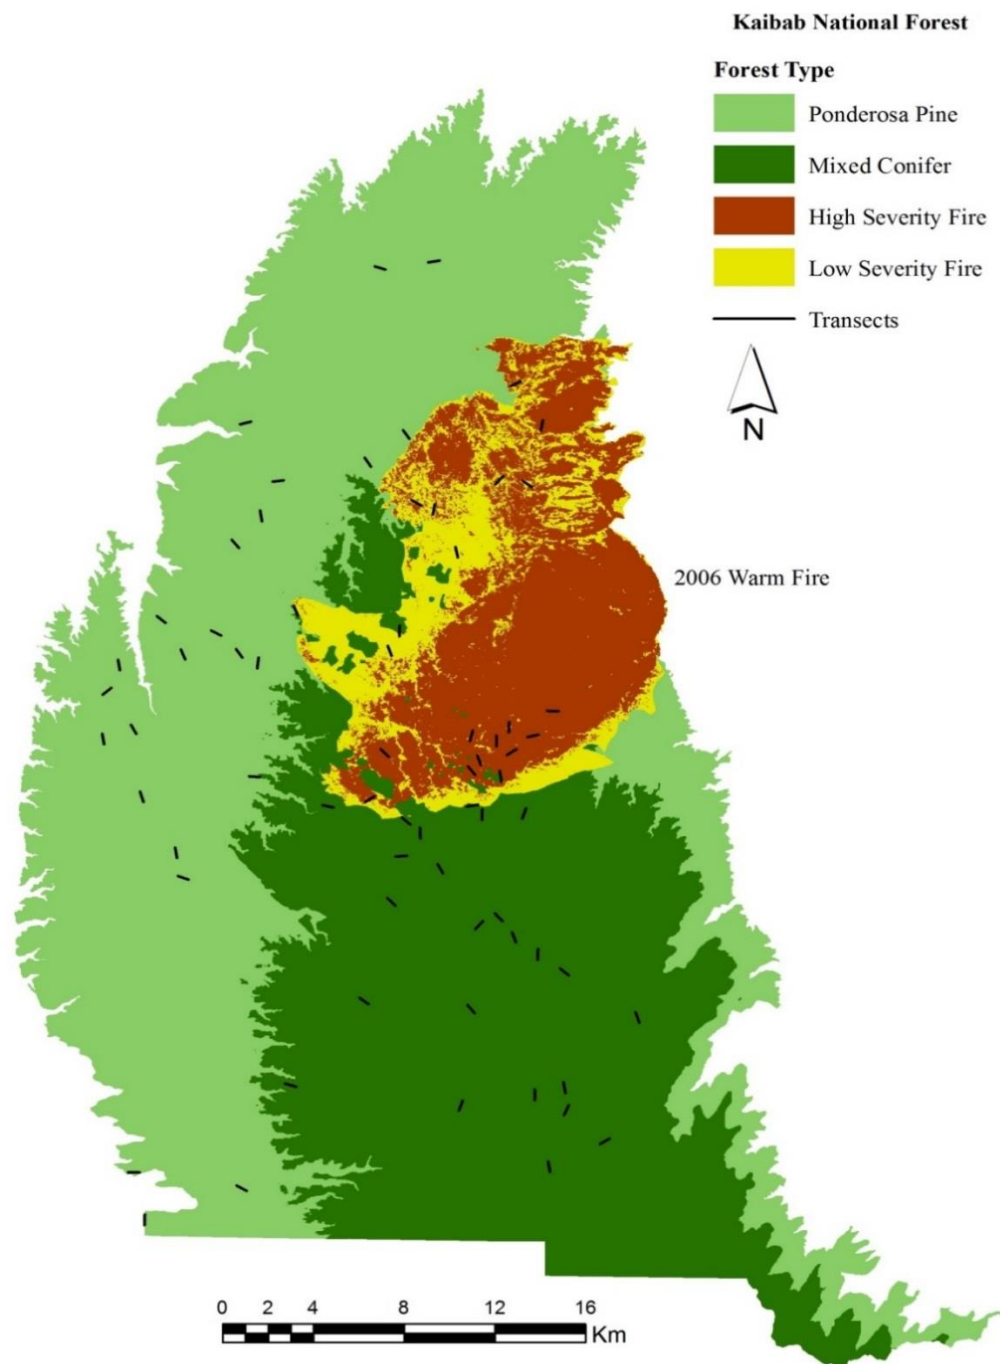 Kaibab National Forest
Forest Type
Ponderosa Pine
Mixed Conifer
High Severity Fire
Low Severity Fire
Transects
N
2006 Warm Fire
0 2 4 8 12 16
Km